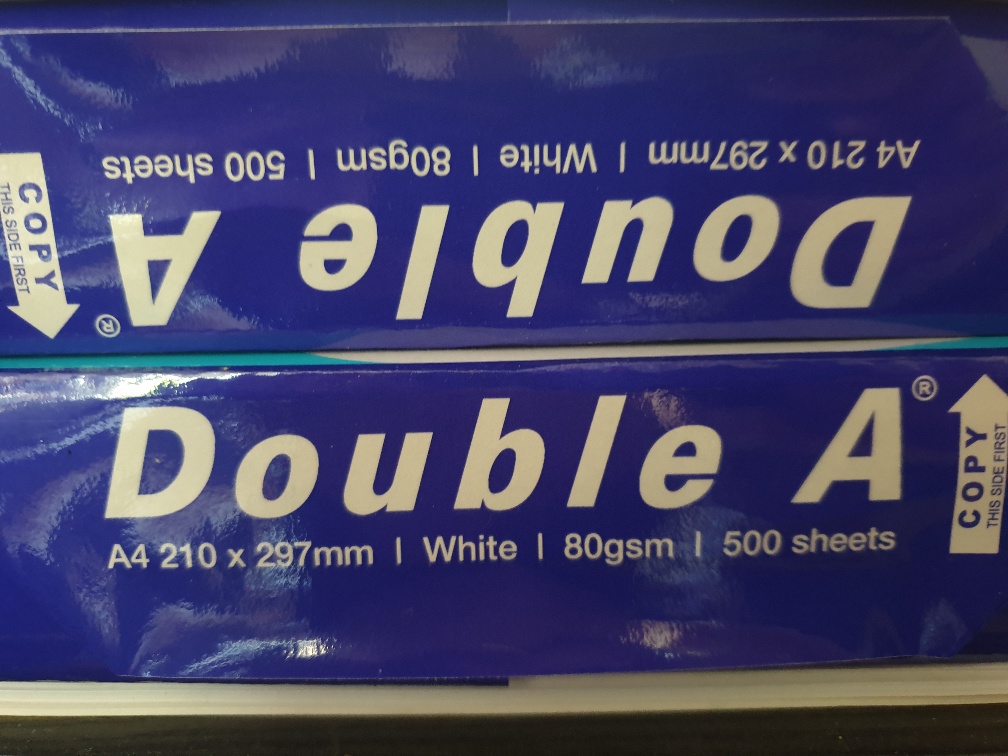 A4 210 x 297mm | White | 80gsm | 500 sheets
Double A®
COPY
THIS SIDE FIRST
Double A®
A4 210 x 297mm | White | 80gsm | 500 sheets
COPY
THIS SIDE FIRST